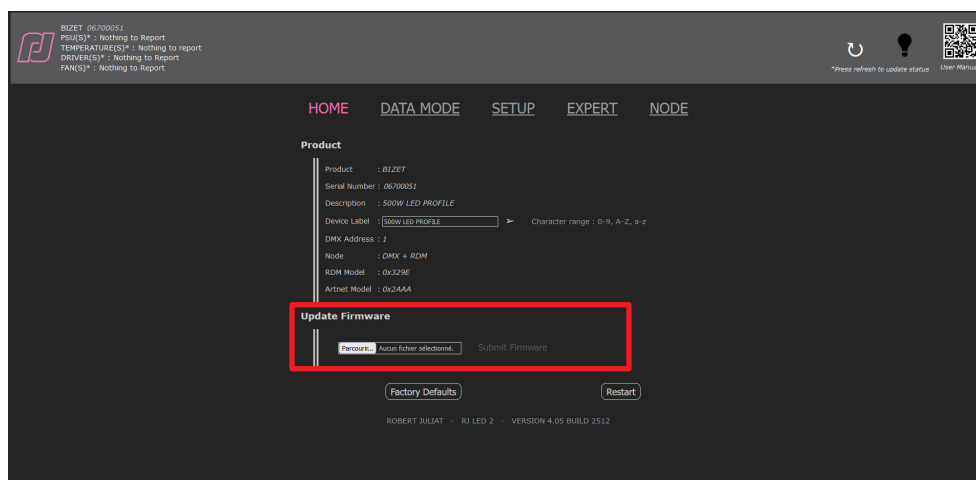 BIZET 06700051
PSU(S)* : Nothing to Report
TEMPERATURE(S)* : Nothing to report
DRIVER(S)* : Nothing to Report
FAN(S)* : Nothing to Report
*Press refresh to update status
User Manua
HOME DATA MODE SETUP EXPERT NODE
Product
Product : BIZET
Serial Number : 06700051
Description : 500W LED PROFILE
Device Label : 500W LED PROFILE ➢ Character range : 0-9, A-Z, a-z
DMX Address : 1
Node : DMX + RDM
RDM Model : 0x329E
Artnet Model : 0x2AAA
Update Firmware
Parcourir... Aucun fichier sélectionné. Submit Firmware
Factory Defaults Restart
ROBERT JULIAT - RJ LED 2 - VERSION 4.05 BUILD 2512